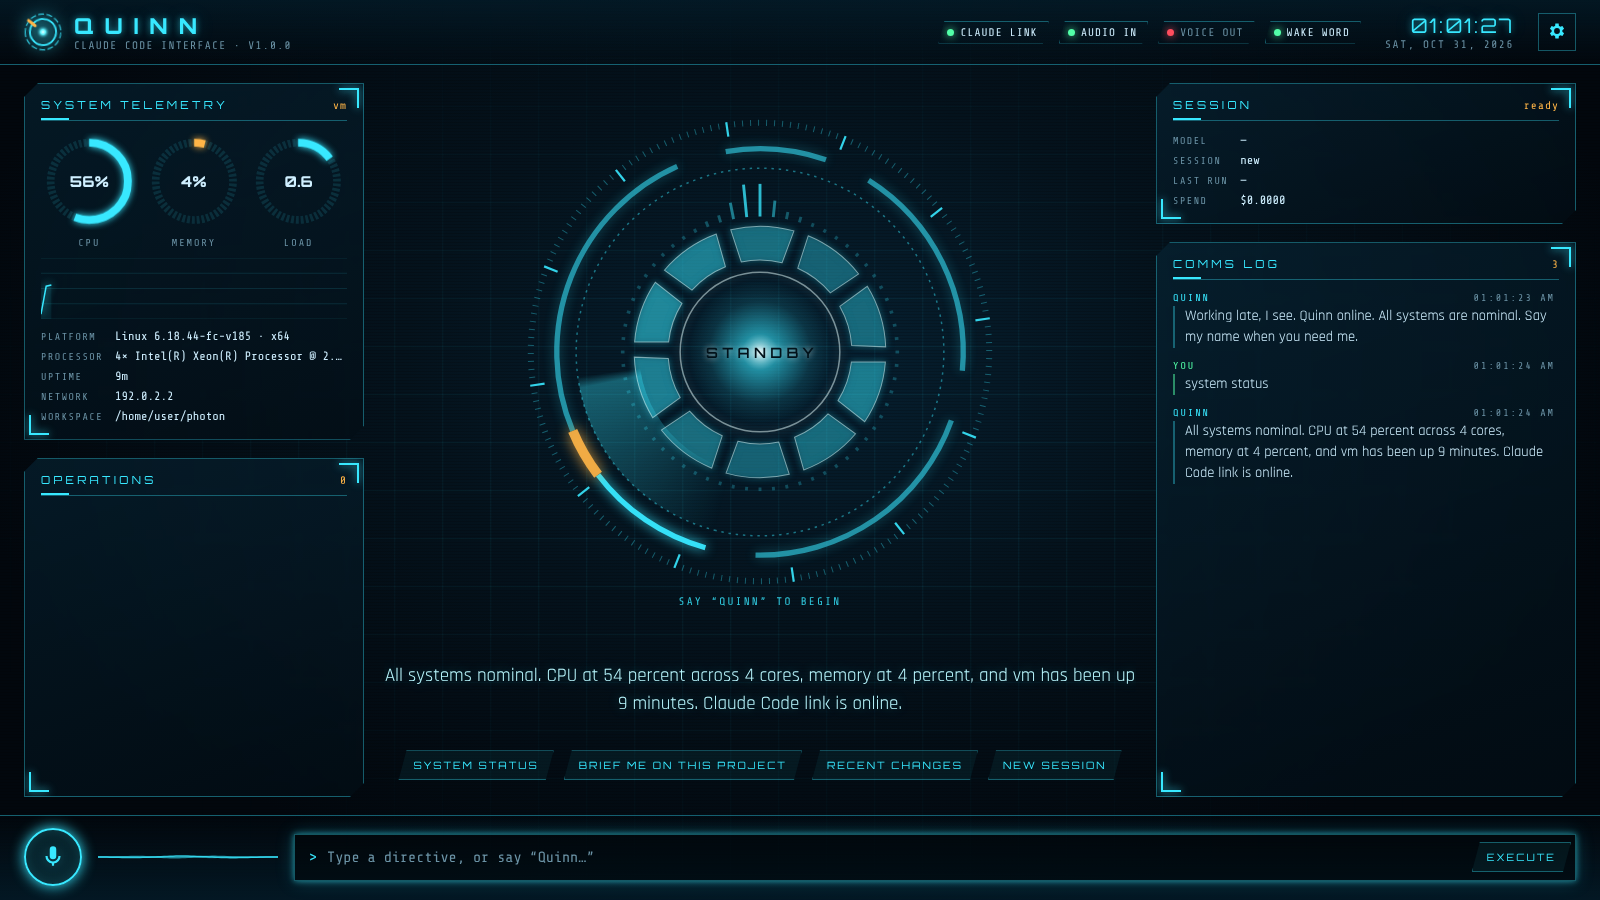 QUINN
CLAUDE CODE INTERFACE · V1.0.0
CLAUDE LINK
AUDIO IN
VOICE OUT
WAKE WORD
01:01:27
SAT, OCT 31, 2026
SYSTEM TELEMETRY
vm
56%
4%
0.6
CPU
MEMORY
LOAD
PLATFORM Linux 6.18.44-fc-v185 · x64
PROCESSOR 4× Intel(R) Xeon(R) Processor @ 2.…
UPTIME 9m
NETWORK 192.0.2.2
WORKSPACE /home/user/photon
OPERATIONS
0
STANDBY
SAY “QUINN” TO BEGIN
All systems nominal. CPU at 54 percent across 4 cores, memory at 4 percent, and vm has been up
9 minutes. Claude Code link is online.
SYSTEM STATUS
BRIEF ME ON THIS PROJECT
RECENT CHANGES
NEW SESSION
SESSION
ready
MODEL —
SESSION new
LAST RUN —
SPEND $0.0000
COMMS LOG
3
QUINN 01:01:23 AM
Working late, I see. Quinn online. All systems are nominal. Say
my name when you need me.
YOU 01:01:24 AM
system status
QUINN 01:01:24 AM
All systems nominal. CPU at 54 percent across 4 cores,
memory at 4 percent, and vm has been up 9 minutes. Claude
Code link is online.
> Type a directive, or say “Quinn…”
EXECUTE